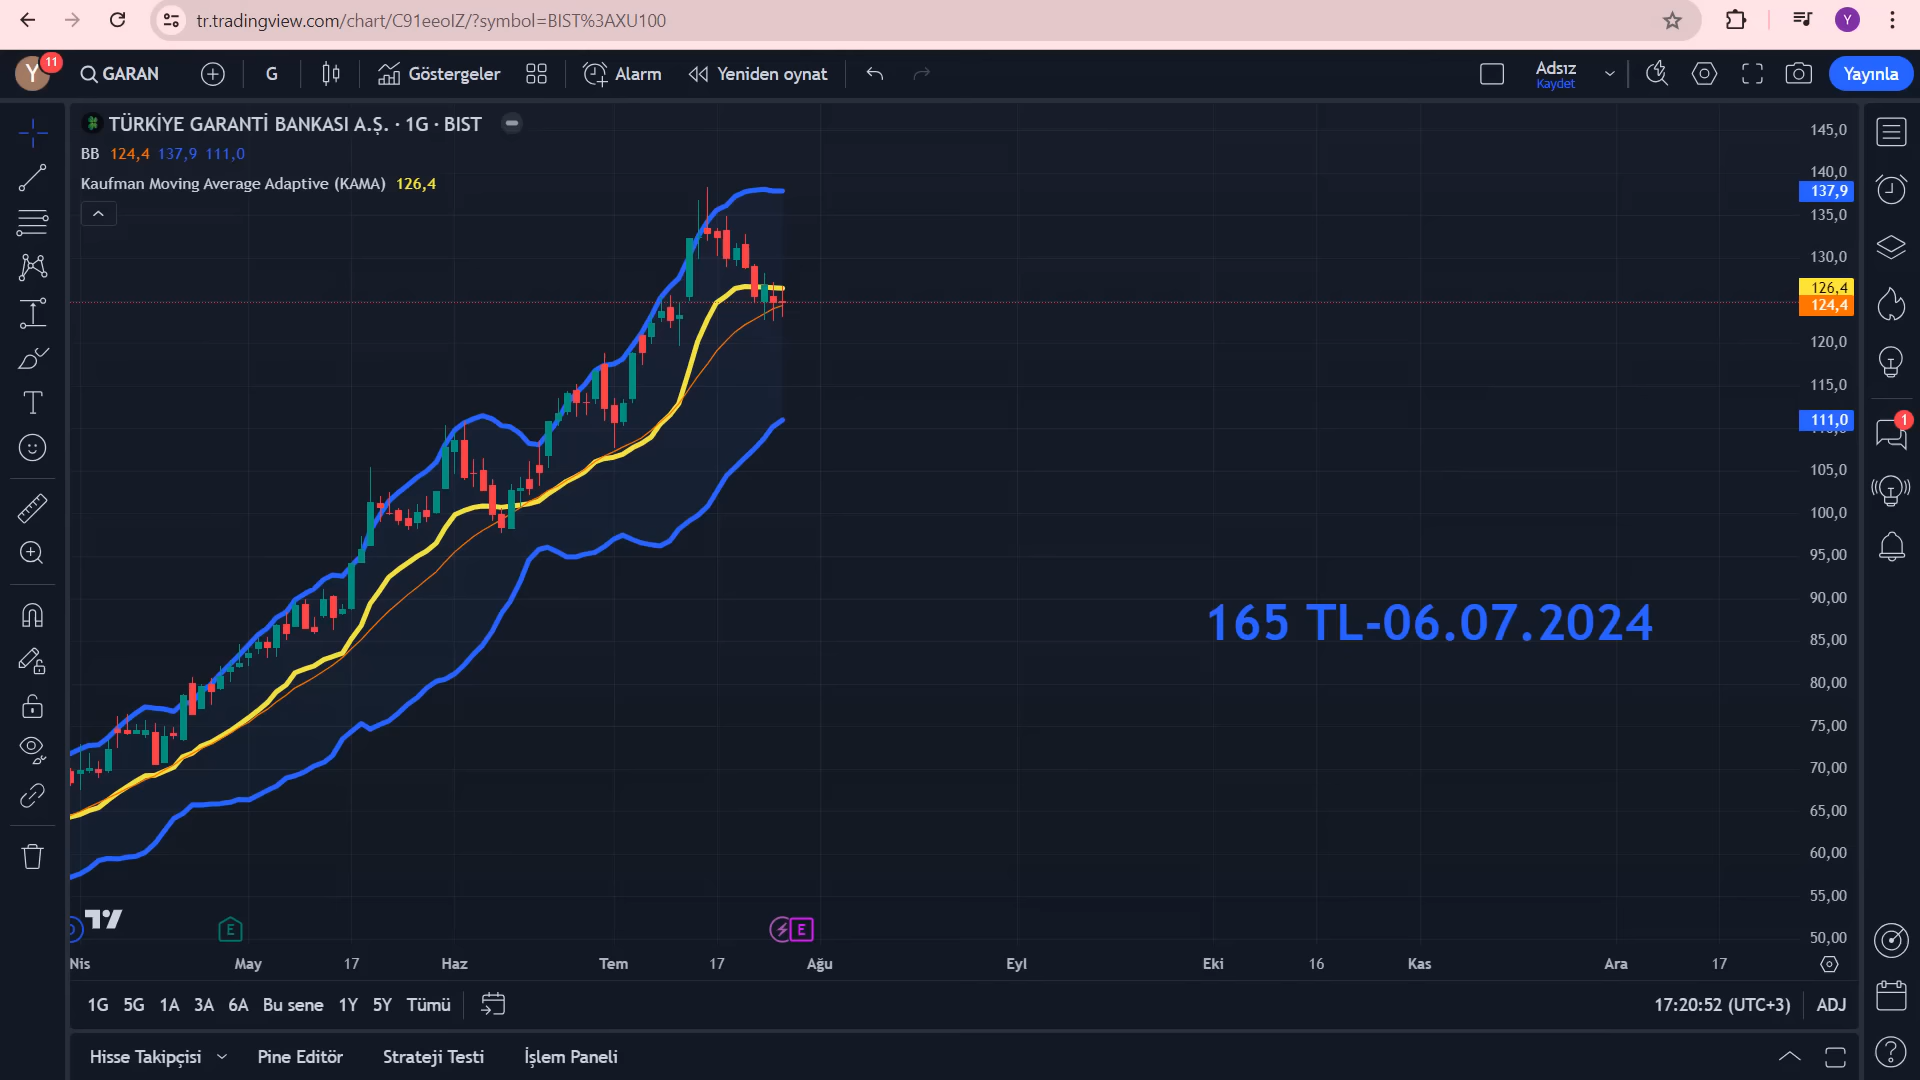 tr.tradingview.com/chart/C91eeoIZ/?symbol=BIST%3AXU100
Y
Y
11
GARAN
G
Göstergeler
Alarm
Yeniden oynat
Adsız
Kaydet
Yayınla
TÜRKİYE GARANTİ BANKASI A.Ş. · 1G · BIST
BB 124,4 137,9 111,0
Kaufman Moving Average Adaptive (KAMA) 126,4
145,0
140,0
137,9
135,0
130,0
126,4
124,4
120,0
115,0
111,0
105,0
100,0
95,00
90,00
85,00
80,00
75,00
70,00
65,00
60,00
55,00
50,00
1
165 TL-06.07.2024
E
E
Nis May 17 Haz Tem 17 Ağu Eyl Eki 16 Kas Ara 17
1G 5G 1A 3A 6A Bu sene 1Y 5Y Tümü
17:20:52 (UTC+3) ADJ
Hisse Takipçisi Pine Editör Strateji Testi İşlem Paneli